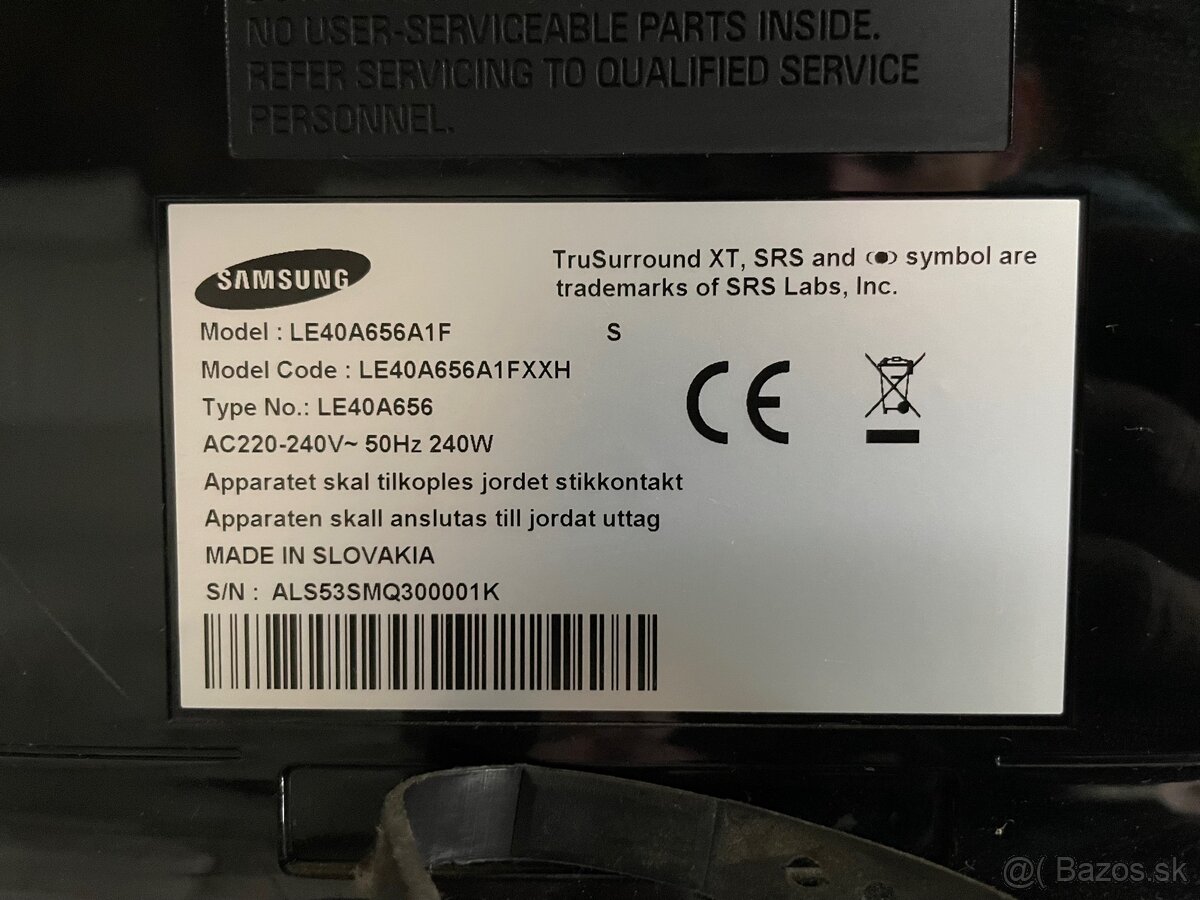 NO USER-SERVICEABLE PARTS INSIDE.
REFER SERVICING TO QUALIFIED SERVICE
PERSONNEL.
SAMSUNG
TruSurround XT, SRS and (●) symbol are
trademarks of SRS Labs, Inc.
Model : LE40A656A1F S
Model Code : LE40A656A1FXXH
Type No.: LE40A656
AC220-240V~ 50Hz 240W
Apparatet skal tilkoples jordet stikkontakt
Apparaten skall anslutas till jordat uttag
MADE IN SLOVAKIA
S/N : ALS53SMQ300001K
CE
@( Bazos.sk